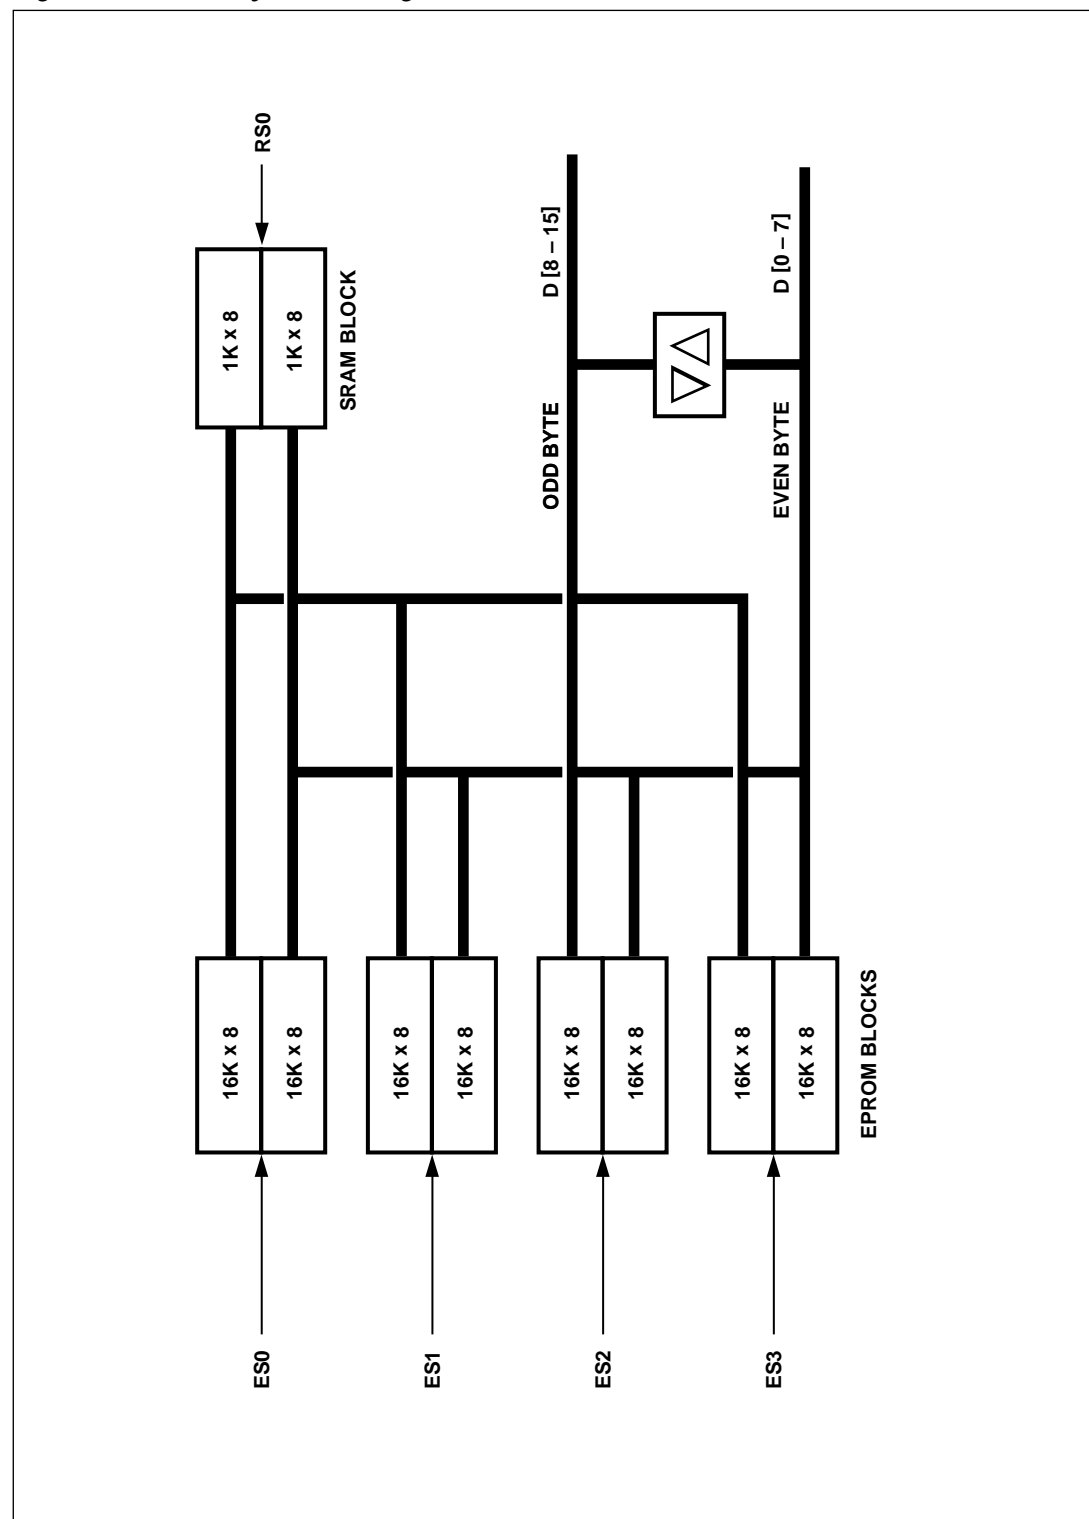 RS0
1K x 8
1K x 8
SRAM BLOCK
D [8 – 15]
D [0 – 7]
ODD BYTE
EVEN BYTE
16K x 8
16K x 8
16K x 8
16K x 8
16K x 8
16K x 8
16K x 8
16K x 8
EPROM BLOCKS
ES0
ES1
ES2
ES3